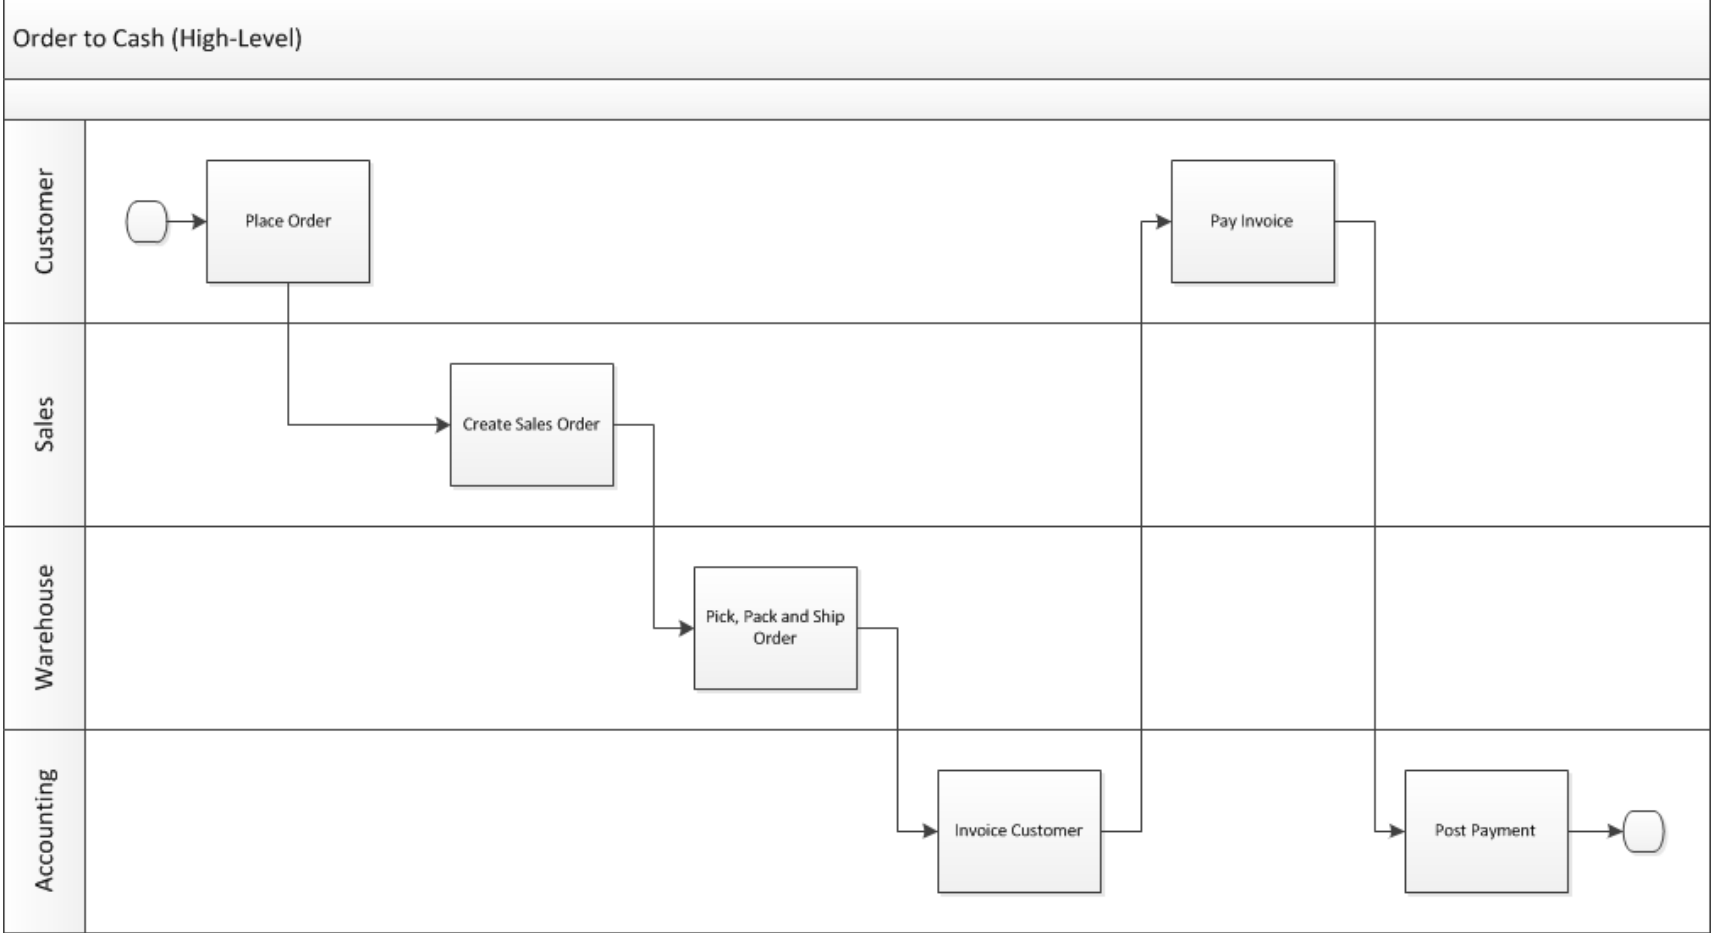 Order to Cash (High-Level)
Customer
Place Order
Pay Invoice
Sales
Create Sales Order
Warehouse
Pick, Pack and Ship
Order
Accounting
Invoice Customer
Post Payment